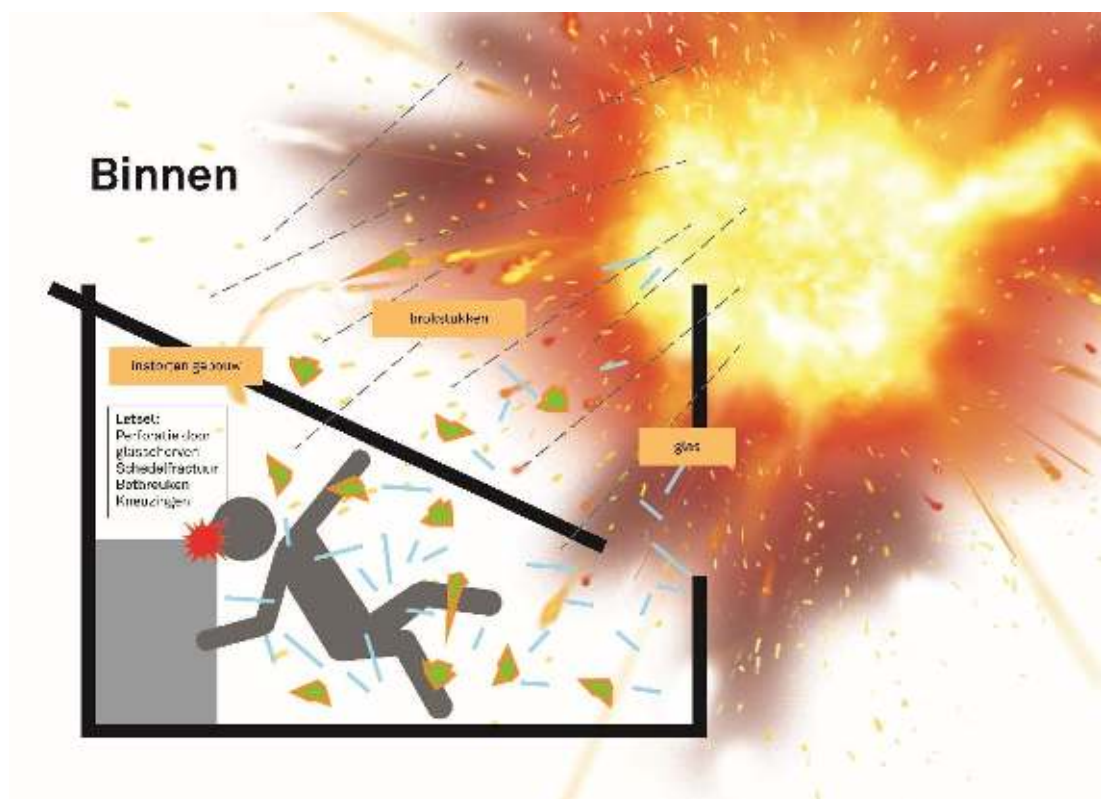 Binnen
brokstukken
Instorten gebouw
Letsel:
Perforatie door
glasscherven
Schedelfractuur
Botbreuken
Kneuzingen
glas